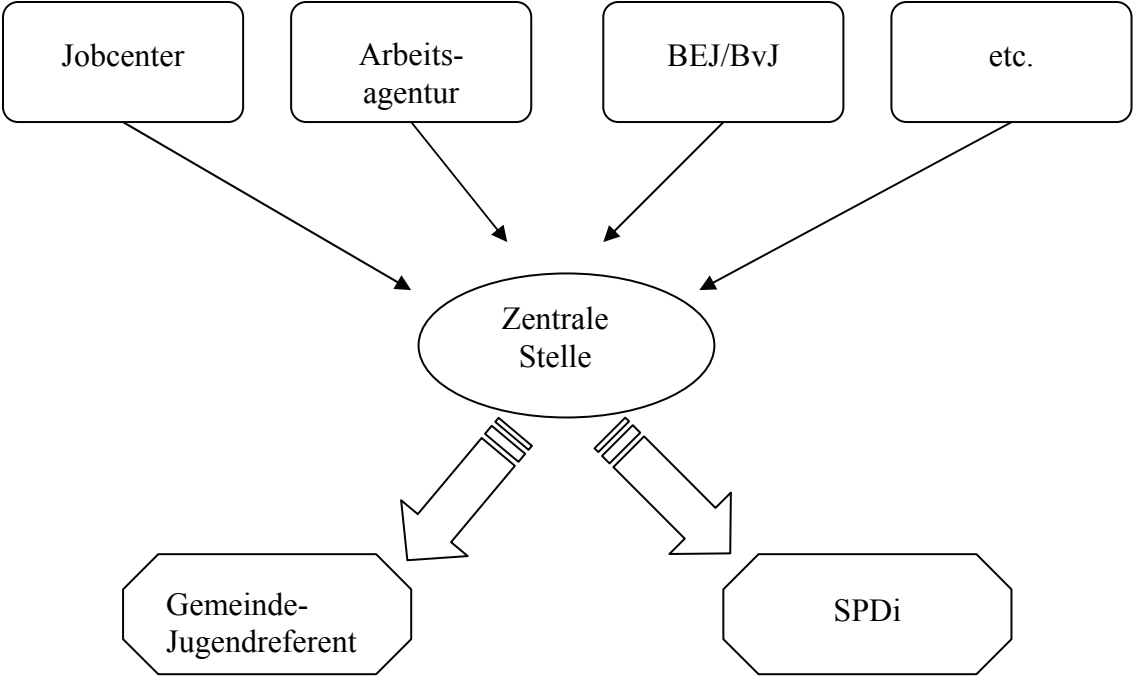 Jobcenter
Arbeits-
agentur
BEJ/BvJ
etc.
Zentrale
Stelle
Gemeinde-
Jugendreferent
SPDi